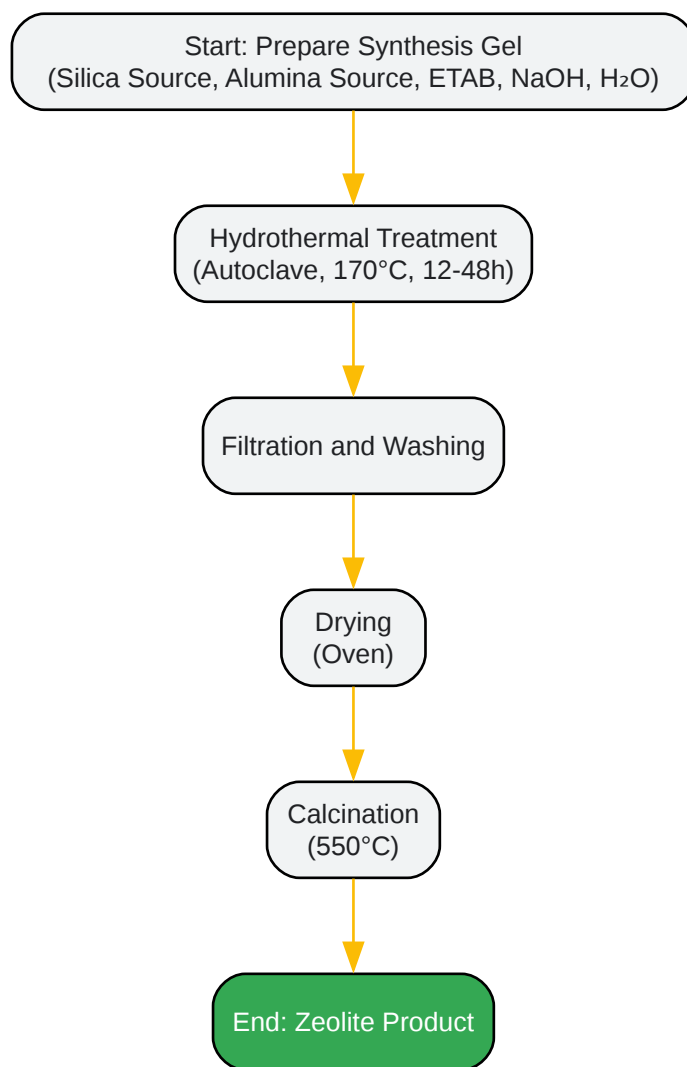 Start: Prepare Synthesis Gel
(Silica Source, Alumina Source, ETAB, NaOH, H₂O)
Hydrothermal Treatment
(Autoclave, 170°C, 12-48h)
Filtration and Washing
Drying
(Oven)
Calcination
(550°C)
End: Zeolite Product